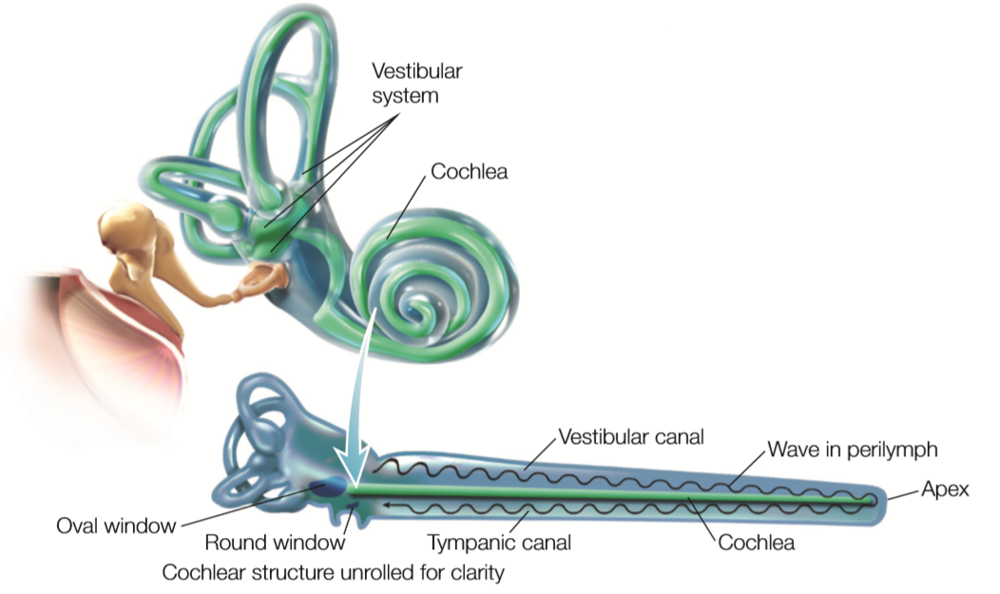 Vestibular
system
Cochlea
Vestibular canal
Wave in perilymph
Apex
Oval window
Round window
Tympanic canal
Cochlea
Cochlear structure unrolled for clarity